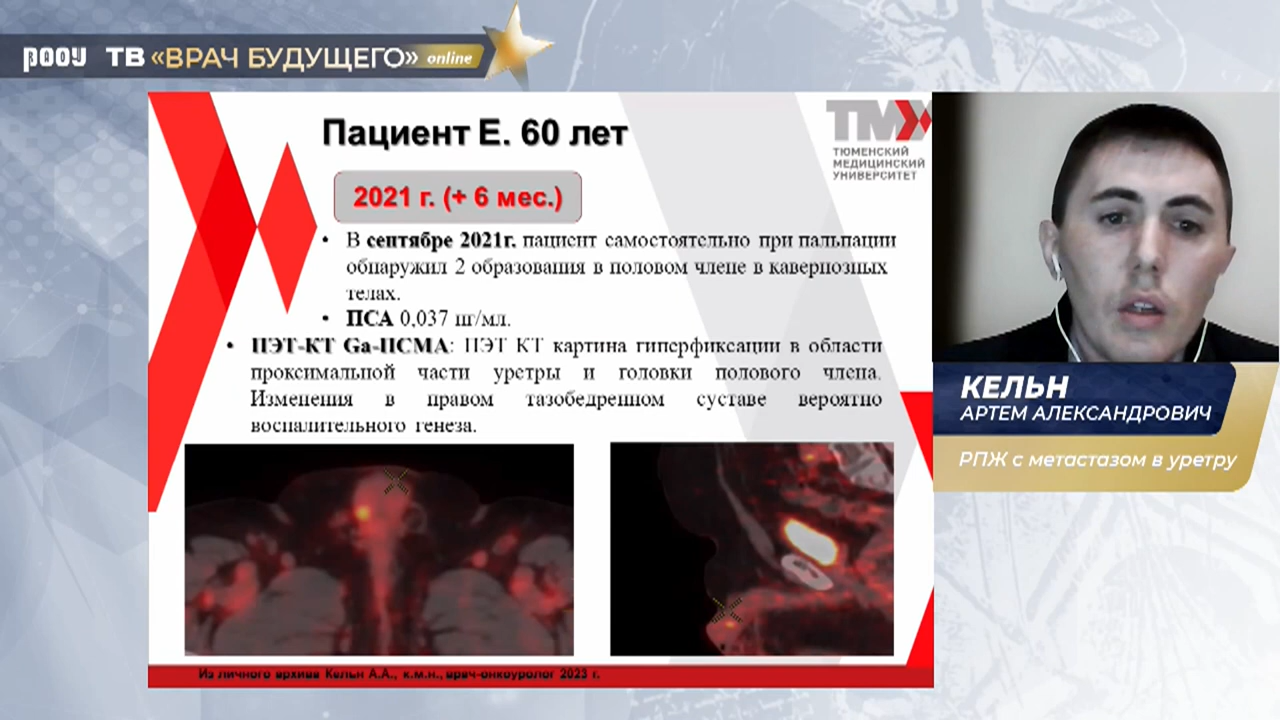 РООУ ТВ «ВРАЧ БУДУЩЕГО» online
Пациент Е. 60 лет
ТМУ
ТЮМЕНСКИЙ
МЕДИЦИНСКИЙ
УНИВЕРСИТЕТ
2021 г. (+ 6 мес.)
• В сентябре 2021г. пациент самостоятельно при пальпации
обнаружил 2 образования в половом члене в кавернозных
телах.
• ПСА 0,037 нг/мл.
• ПЭТ-КТ Ga-ПСМА: ПЭТ КТ картина гиперфиксации в области
проксимальной части уретры и головки полового члена.
Изменения в правом тазобедренном суставе вероятно
воспалительного генеза.
Из личного архива Кельн А.А., к.м.н., врач-онкоуролог 2023 г.
КЕЛЬН
АРТЕМ АЛЕКСАНДРОВИЧ
РПЖ с метастазом в уретру